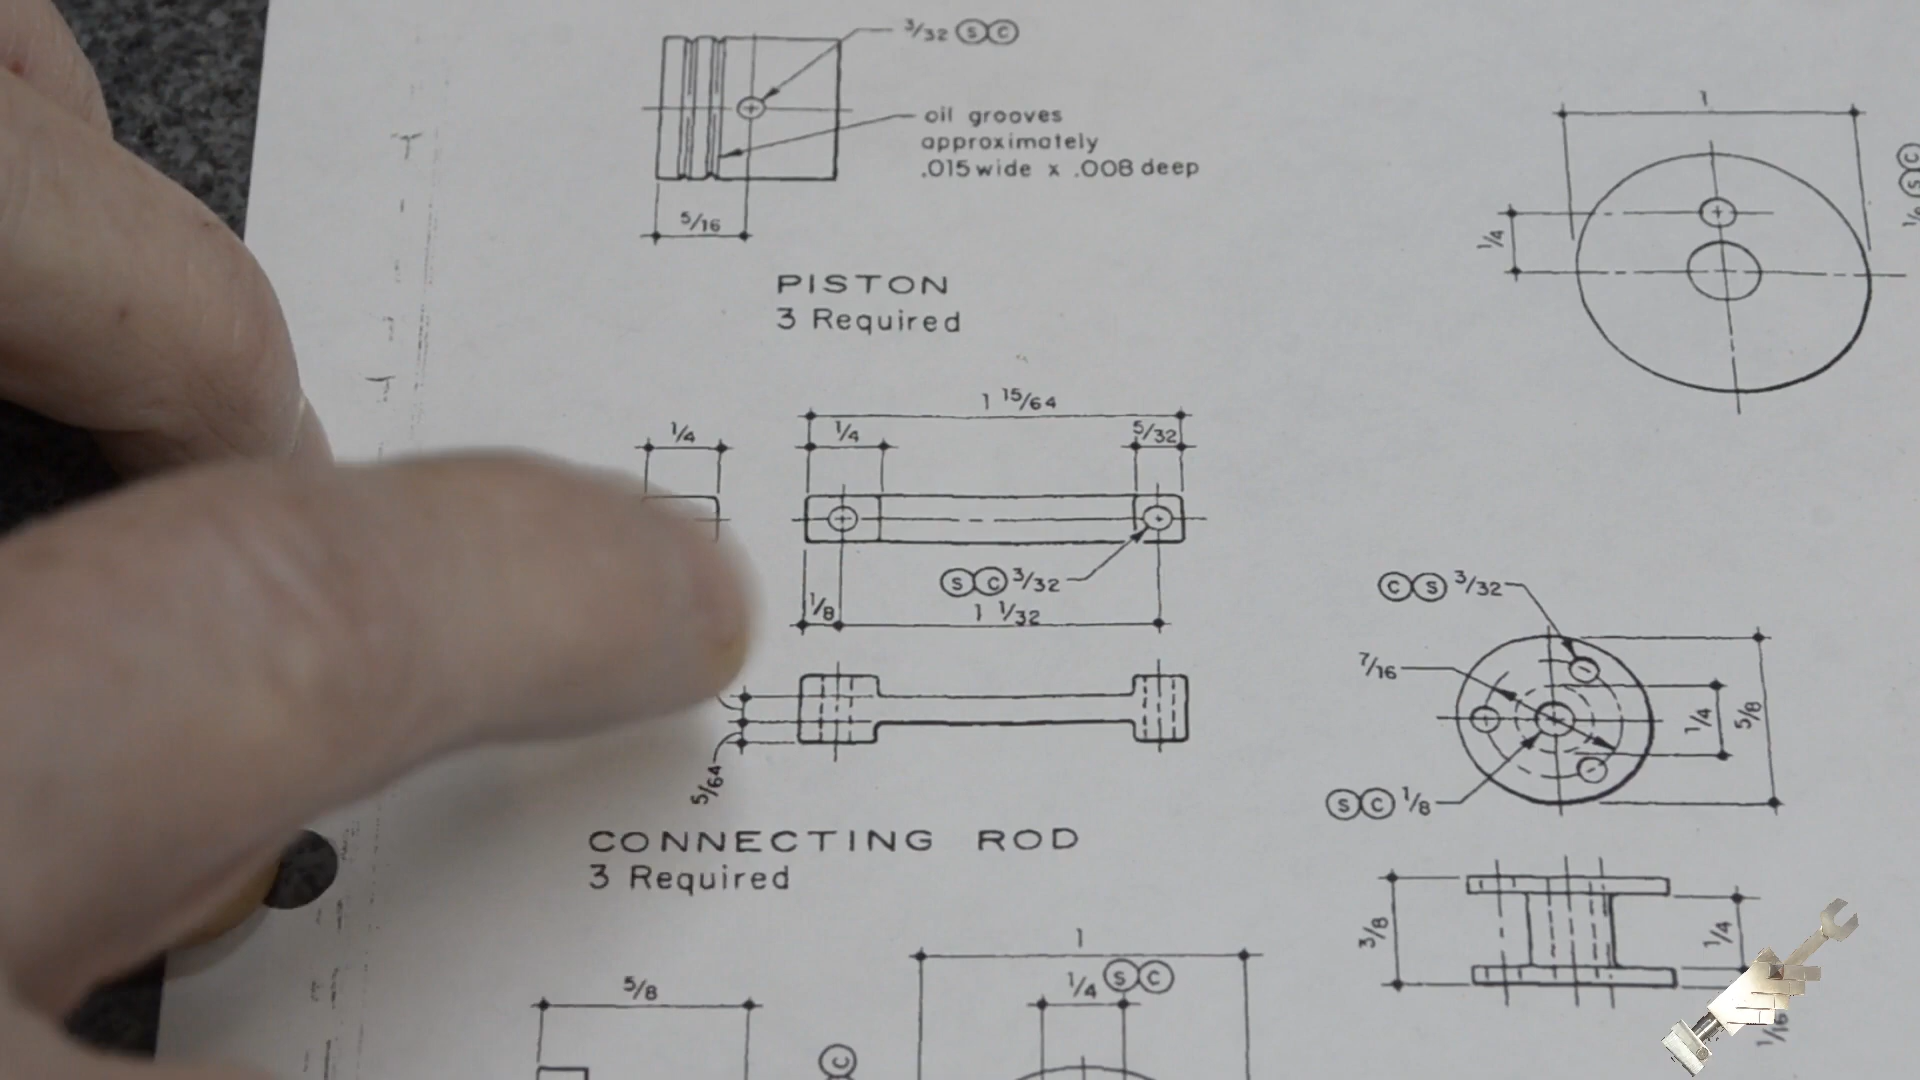 3/32 Ⓢ Ⓒ
oil grooves
approximately
.015 wide x .008 deep
5/16
PISTON
3 Required
1
1/4
1 15/64
1/4
1/4
5/32
Ⓢ Ⓒ 3/32
1/8
1 1/32
5/64
CONNECTING ROD
3 Required
Ⓒ Ⓢ 3/32
7/16
1/4
5/8
Ⓢ Ⓒ 1/8
3/8
1/4
1/16
1
1/4 Ⓢ Ⓒ
5/8
Ⓒ
Ⓢ Ⓒ